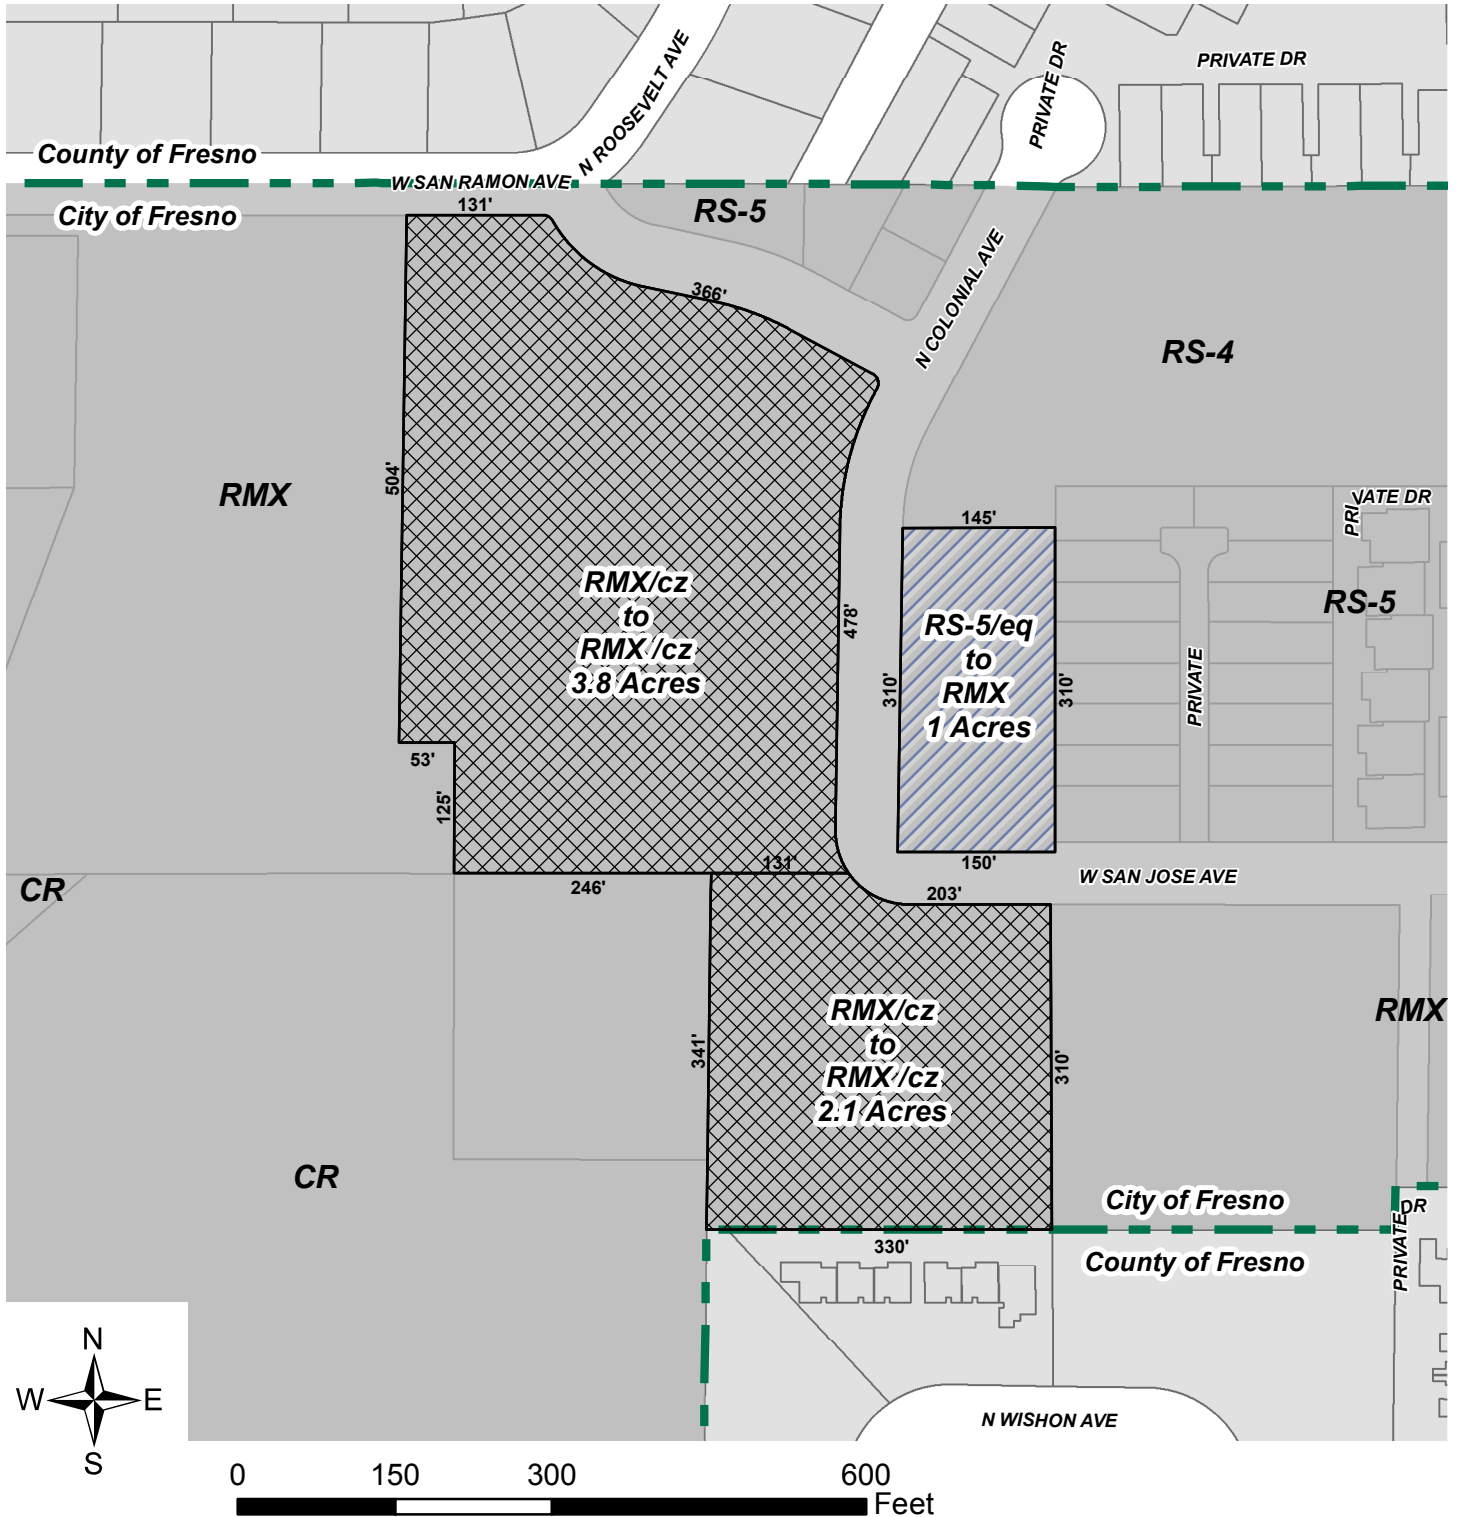 PRIVATE DR
PRIVATE DR
N ROOSEVELT AVE
County of Fresno
W SAN RAMON AVE
City of Fresno
131'
RS-5
366'
N COLONIAL AVE
RS-4
504'
RMX
PRIVATE DR
145'
RMX/cz
to
RMX /cz
3.8 Acres
478'
RS-5/eq
to
RMX
1 Acres
310'
310'
PRIVATE
RS-5
53'
125'
131'
246'
150'
W SAN JOSE AVE
CR
203'
RMX/cz
to
RMX /cz
2.1 Acres
341'
310'
RMX
CR
City of Fresno
PRIVATE DR
330'
County of Fresno
N WISHON AVE
N
W E
S
0 150 300 600
Feet